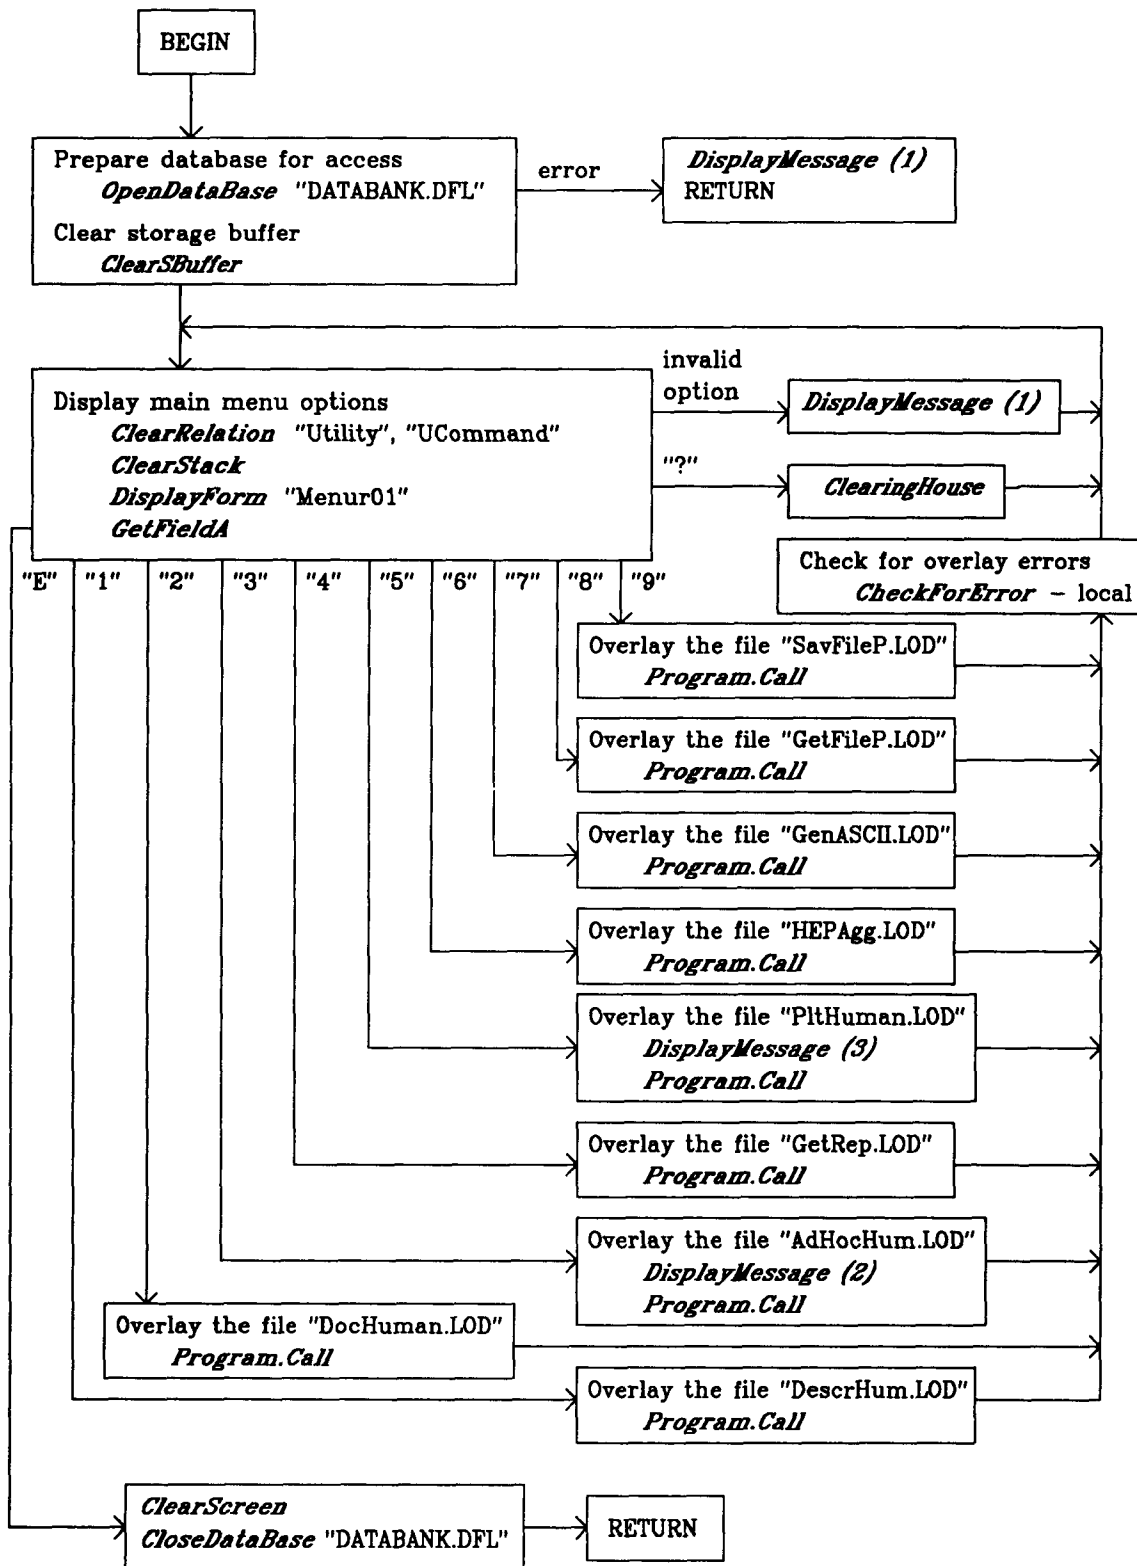 BEGIN
Prepare database for access
OpenDataBase "DATABANK.DFL"
Clear storage buffer
ClearSBuffer
error
DisplayMessage (1)
RETURN
Display main menu options
ClearRelation "Utility", "UCommand"
ClearStack
DisplayForm "Menur01"
GetFieldA
invalid
option
DisplayMessage (1)
"?"
ClearingHouse
Check for overlay errors
CheckForError – local
"E" "1" "2" "3" "4" "5" "6" "7" "8" "9"
Overlay the file "SavFileP.LOD"
Program.Call
Overlay the file "GetFileP.LOD"
Program.Call
Overlay the file "GenASCII.LOD"
Program.Call
Overlay the file "HEPAgg.LOD"
Program.Call
Overlay the file "PltHuman.LOD"
DisplayMessage (3)
Program.Call
Overlay the file "GetRep.LOD"
Program.Call
Overlay the file "AdHocHum.LOD"
DisplayMessage (2)
Program.Call
Overlay the file "DocHuman.LOD"
Program.Call
Overlay the file "DescrHum.LOD"
Program.Call
ClearScreen
CloseDataBase "DATABANK.DFL"
RETURN